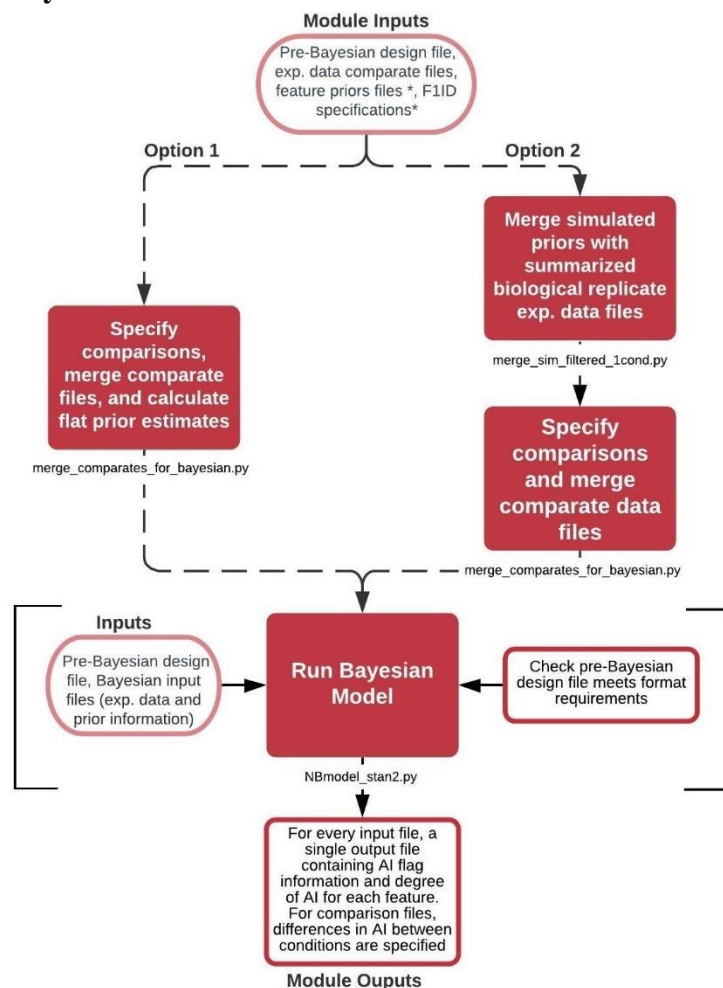 Module Inputs
Pre-Bayesian design file,
exp. data comparate files,
feature priors files *, F1ID
specifications*
Option 1
Option 2
Merge simulated
priors with
summarized
biological replicate
exp. data files
merge_sim_filtered_1cond.py
Specify
comparisons,
merge comparate
files, and calculate
flat prior estimates
merge_comparates_for_bayesian.py
Specify
comparisons
and merge
comparate data
files
merge_comparates_for_bayesian.py
Inputs
Pre-Bayesian design
file, Bayesian input
files (exp. data and
prior information)
Run Bayesian
Model
Check pre-Bayesian
design file meets format
requirements
NBmodel_stan2.py
For every input file, a
single output file
containing AI flag
information and degree
of AI for each feature.
For comparison files,
differences in AI between
conditions are specified
Module Ouputs